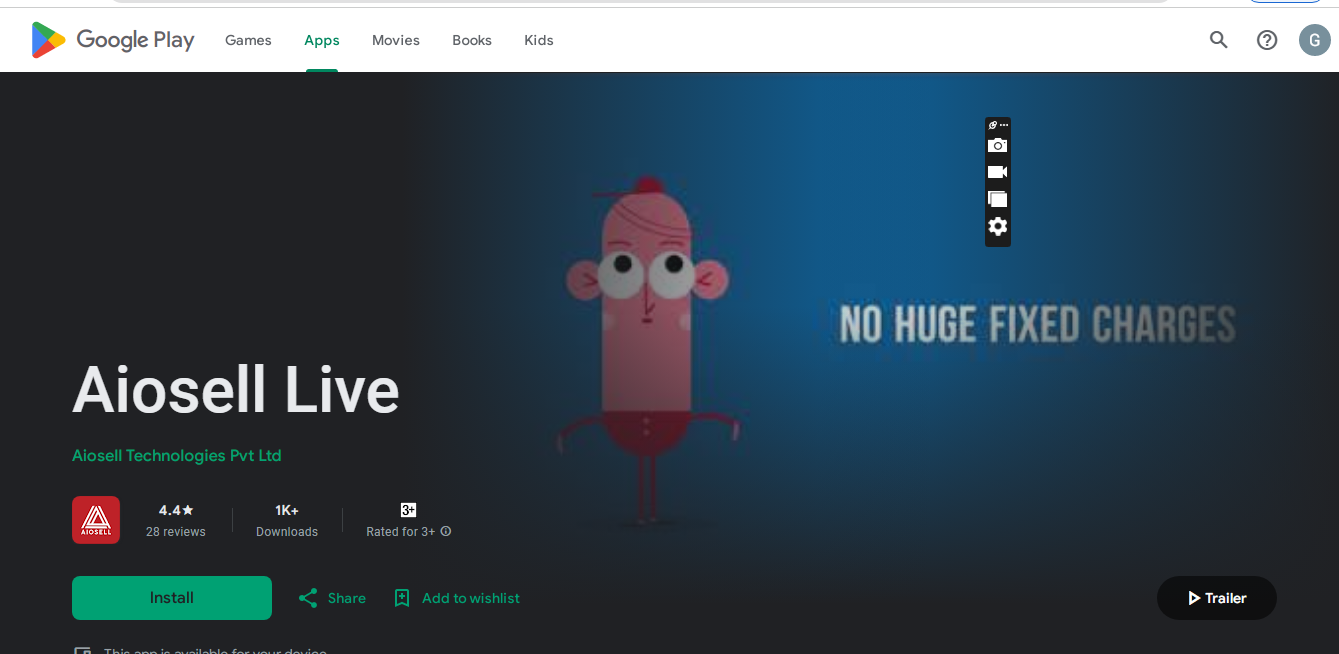 Google Play Games Apps Movies Books Kids G
NO HUGE FIXED CHARGES
Aiosell Live
Aiosell Technologies Pvt Ltd
AIOSELL
4.4★ 1K+ 3+
28 reviews Downloads Rated for 3+
Install Share Add to wishlist Trailer
This app is available for your device